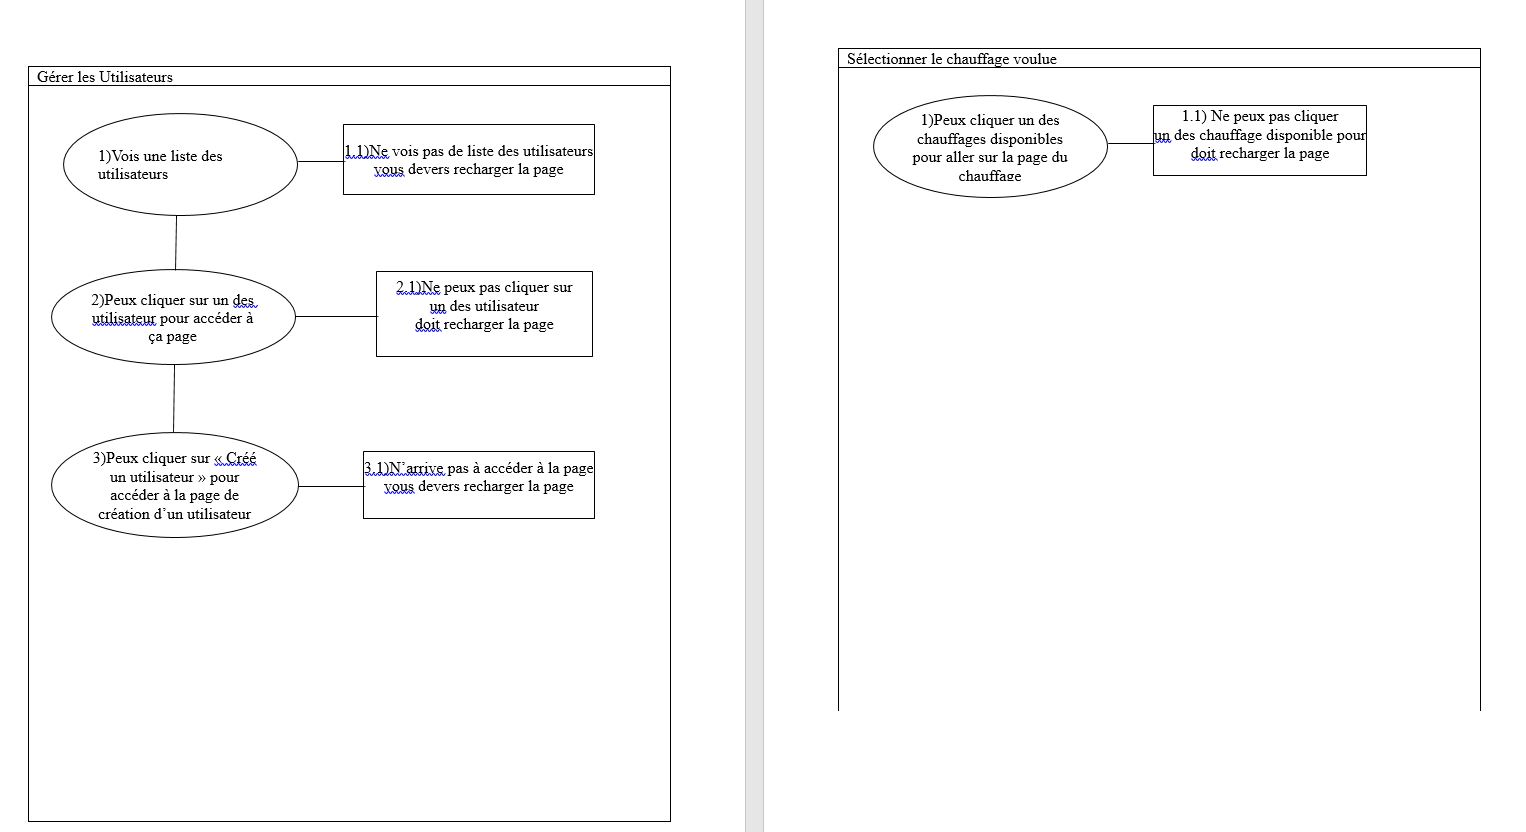 Gérer les Utilisateurs
1)Vois une liste des
utilisateurs
1.1)Ne vois pas de liste des utilisateurs
vous devers recharger la page
2)Peux cliquer sur un des
utilisateur pour accéder à
ça page
2.1)Ne peux pas cliquer sur
un des utilisateur
doit recharger la page
3)Peux cliquer sur « Créé
un utilisateur » pour
accéder à la page de
création d’un utilisateur
3.1)N’arrive pas à accéder à la page
vous devers recharger la page
Sélectionner le chauffage voulue
1)Peux cliquer un des
chauffages disponibles
pour aller sur la page du
chauffage
1.1) Ne peux pas cliquer
un des chauffage disponible pour
doit recharger la page